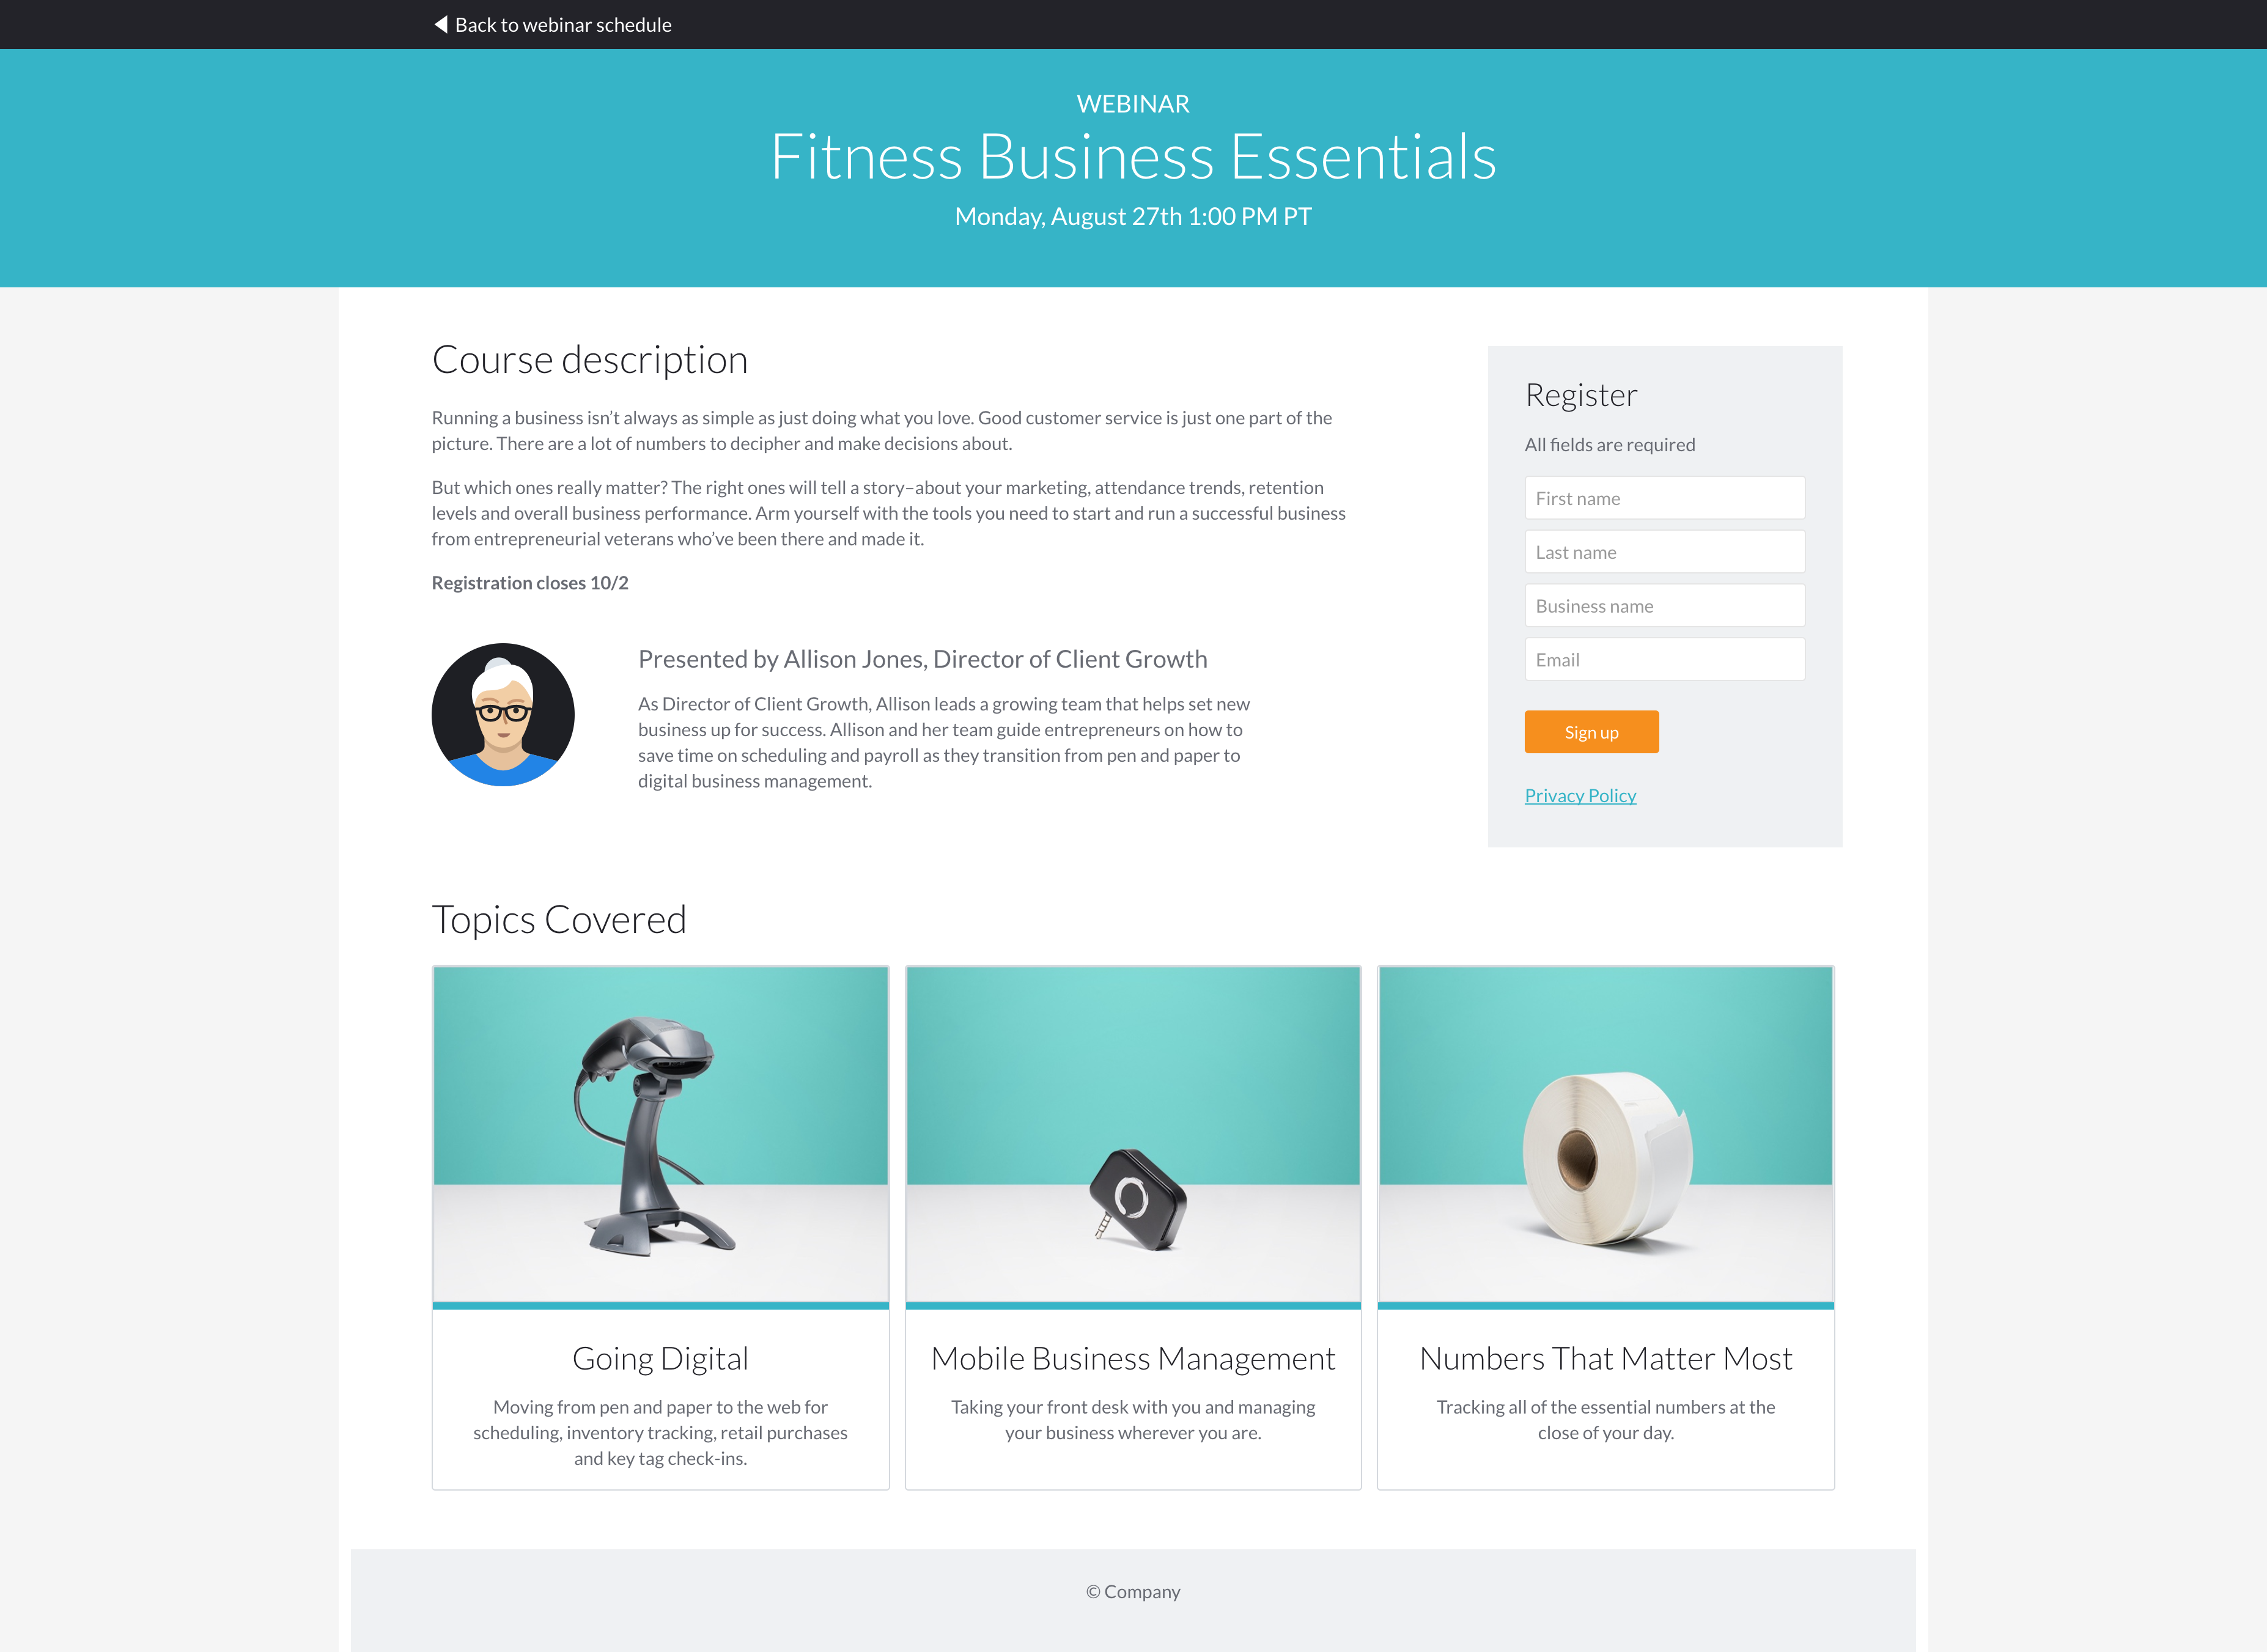 Back to webinar schedule
WEBINAR
Fitness Business Essentials
Monday, August 27th 1:00 PM PT
Course description
Running a business isn’t always as simple as just doing what you love. Good customer service is just one part of the
picture. There are a lot of numbers to decipher and make decisions about.
But which ones really matter? The right ones will tell a story–about your marketing, attendance trends, retention
levels and overall business performance. Arm yourself with the tools you need to start and run a successful business
from entrepreneurial veterans who’ve been there and made it.
Registration closes 10/2
Presented by Allison Jones, Director of Client Growth
As Director of Client Growth, Allison leads a growing team that helps set new
business up for success. Allison and her team guide entrepreneurs on how to
save time on scheduling and payroll as they transition from pen and paper to
digital business management.
Register
All fields are required
First name
Last name
Business name
Email
Sign up
Privacy Policy
Topics Covered
Going Digital
Moving from pen and paper to the web for
scheduling, inventory tracking, retail purchases
and key tag check-ins.
Mobile Business Management
Taking your front desk with you and managing
your business wherever you are.
Numbers That Matter Most
Tracking all of the essential numbers at the
close of your day.
© Company